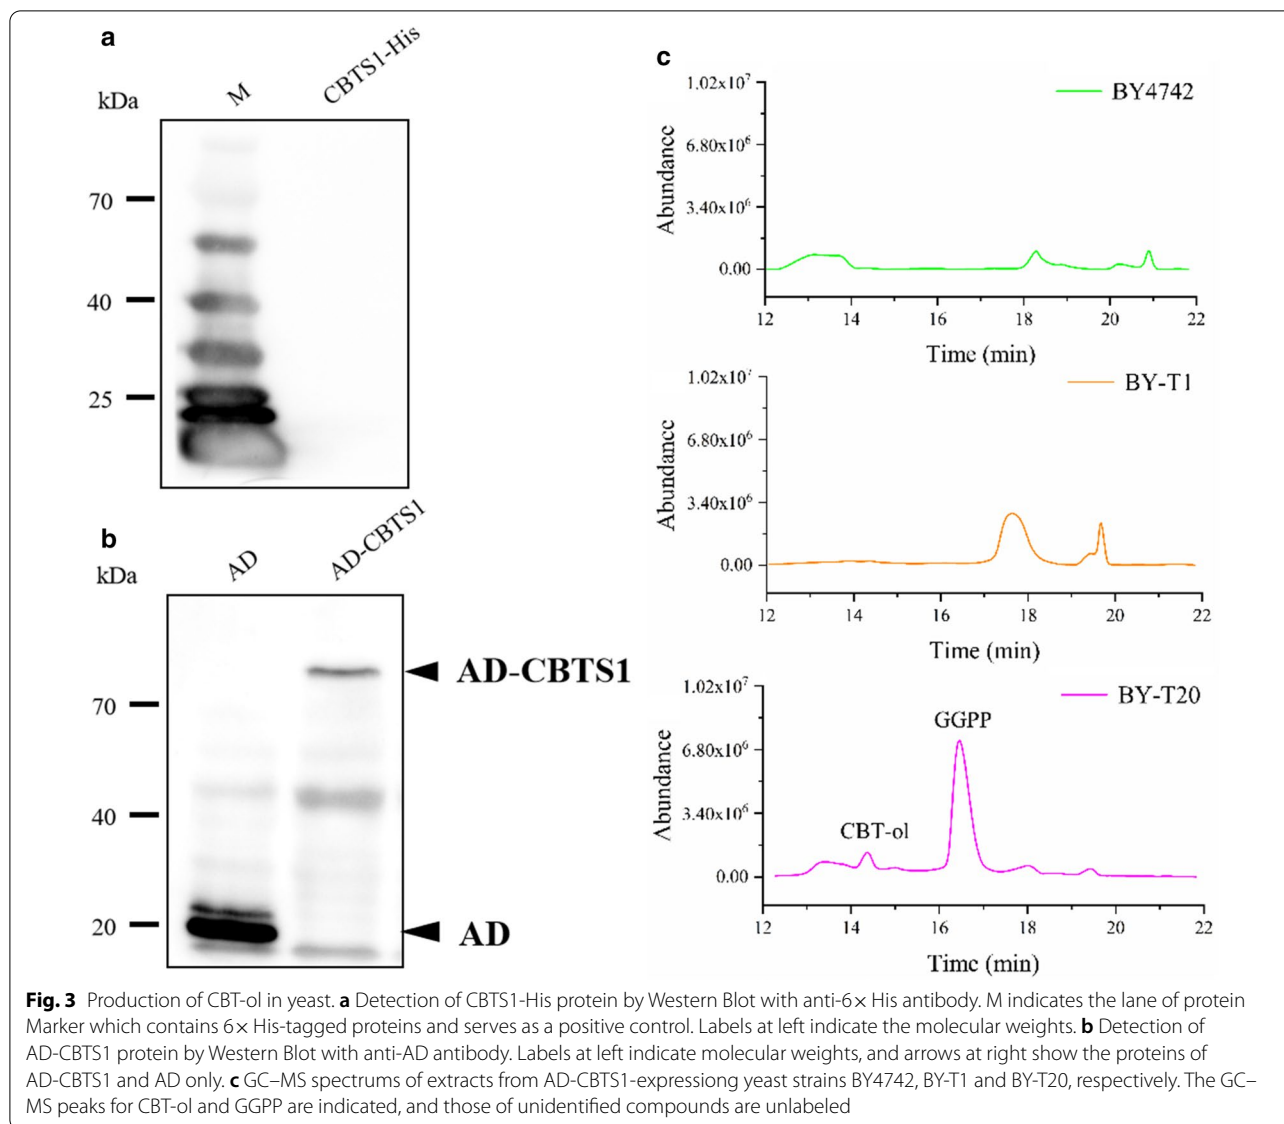 a
kDa
M
CBTS1-His
70
40
25
b
kDa
AD
AD-CBTS1
70
40
20
AD-CBTS1
AD
c
BY4742
Abundance
1.02x10⁷
6.80x10⁶
3.40x10⁶
0.00
12 14 16 18 20 22
Time (min)
BY-T1
Abundance
1.02x10⁷
6.80x10⁶
3.40x10⁶
0.00
12 14 16 18 20 22
Time (min)
BY-T20
Abundance
1.02x10⁷
6.80x10⁶
3.40x10⁶
0.00
CBT-ol
GGPP
12 14 16 18 20 22
Time (min)
Fig. 3 Production of CBT-ol in yeast. a Detection of CBTS1-His protein by Western Blot with anti-6× His antibody. M indicates the lane of protein
Marker which contains 6× His-tagged proteins and serves as a positive control. Labels at left indicate the molecular weights. b Detection of
AD-CBTS1 protein by Western Blot with anti-AD antibody. Labels at left indicate molecular weights, and arrows at right show the proteins of
AD-CBTS1 and AD only. c GC–MS spectrums of extracts from AD-CBTS1-expressiong yeast strains BY4742, BY-T1 and BY-T20, respectively. The GC–
MS peaks for CBT-ol and GGPP are indicated, and those of unidentified compounds are unlabeled